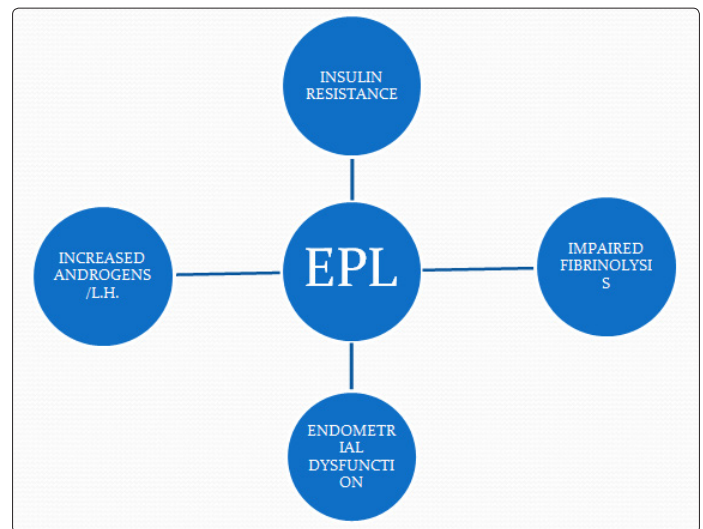 INSULIN
RESISTANCE
INCREASED
ANDROGENS
/L.H.
EPL
IMPAIRED
FIBRINOLYSI
S
ENDOMETR
IAL
DYSFUNCTI
ON